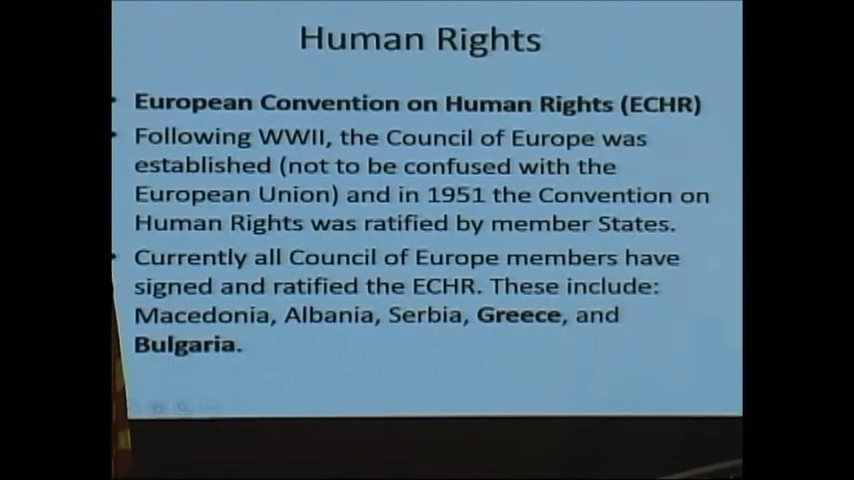 Human Rights
• European Convention on Human Rights (ECHR)
• Following WWII, the Council of Europe was
established (not to be confused with the
European Union) and in 1951 the Convention on
Human Rights was ratified by member States.
• Currently all Council of Europe members have
signed and ratified the ECHR. These include:
Macedonia, Albania, Serbia, Greece, and
Bulgaria.